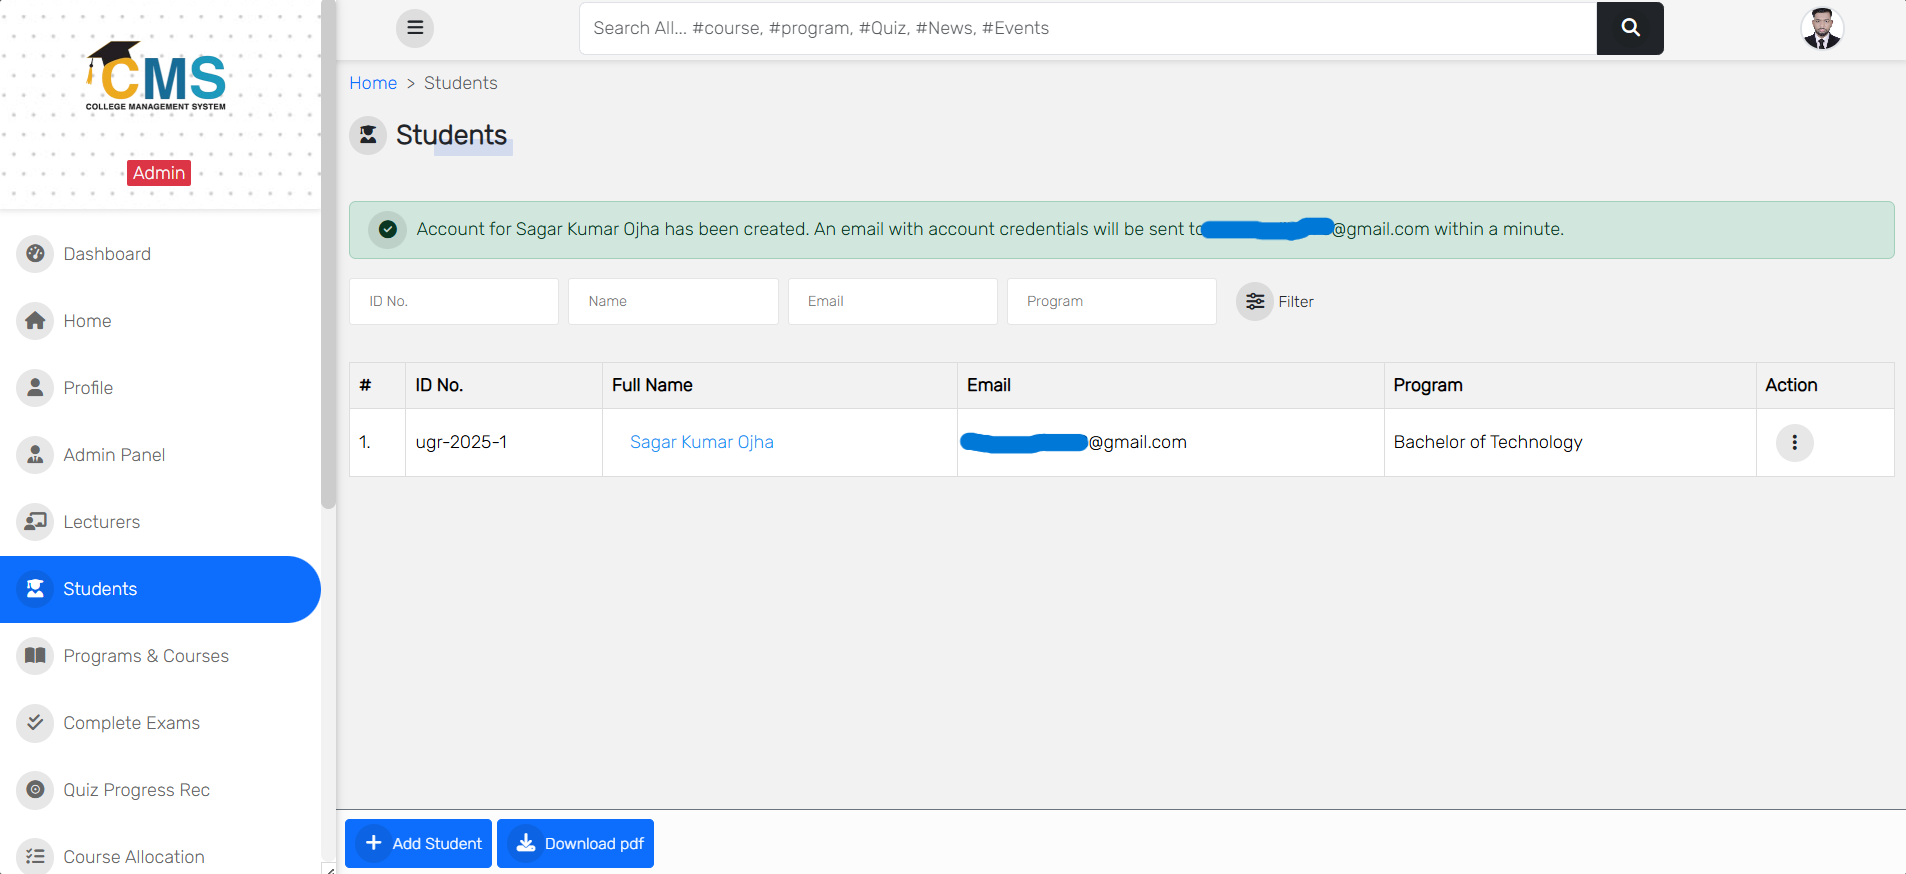 CMS
COLLEGE MANAGEMENT SYSTEM
Admin
Dashboard
Home
Profile
Admin Panel
Lecturers
Students
Programs & Courses
Complete Exams
Quiz Progress Rec
Course Allocation
Search All... #course, #program, #Quiz, #News, #Events
Home > Students
Students
Account for Sagar Kumar Ojha has been created. An email with account credentials will be sent to @gmail.com within a minute.
ID No. Name Email Program Filter
# ID No. Full Name Email Program Action
1. ugr-2025-1 Sagar Kumar Ojha @gmail.com Bachelor of Technology
Add Student Download pdf